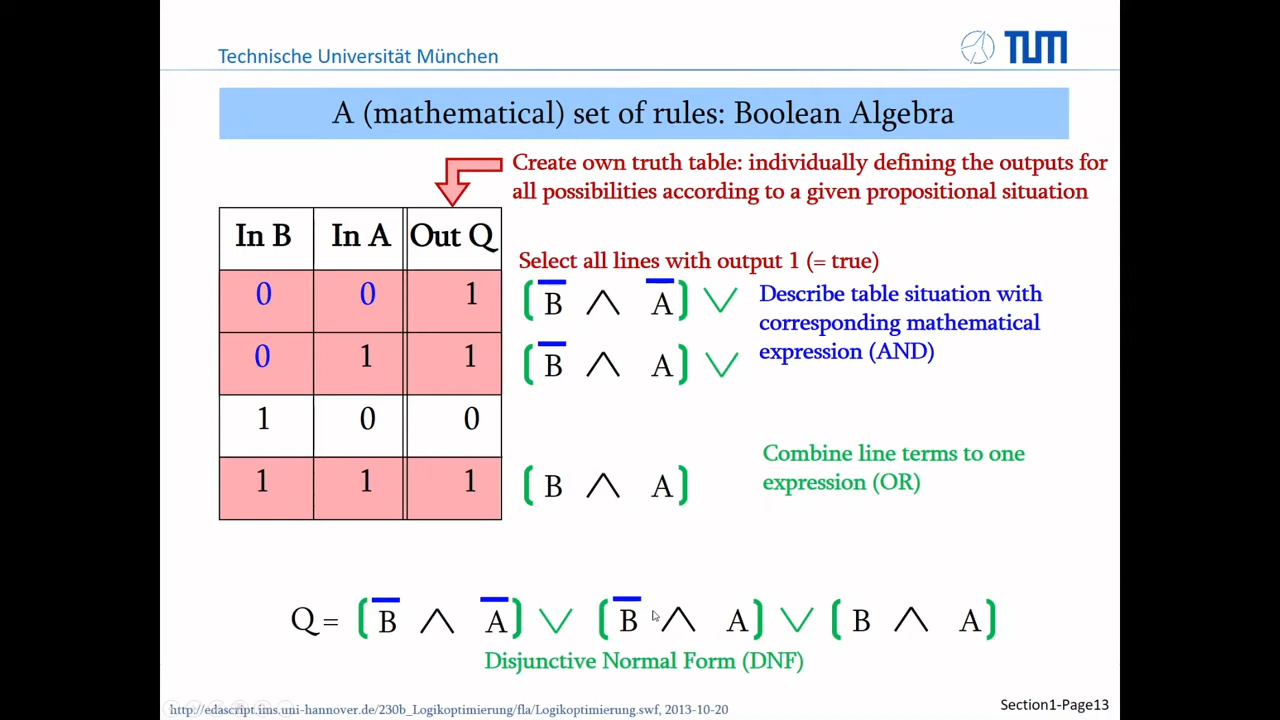 Technische Universität München
TUM
A (mathematical) set of rules: Boolean Algebra
Create own truth table: individually defining the outputs for
all possibilities according to a given propositional situation
In B In A Out Q
Select all lines with output 1 (= true)
0 0 1 (B̅ ∧ A̅) ∨
Describe table situation with
corresponding mathematical
expression (AND)
0 1 1 (B̅ ∧ A) ∨
1 0 0
Combine line terms to one
expression (OR)
1 1 1 (B ∧ A)
Q = (B̅ ∧ A̅) ∨ (B̅ ∧ A) ∨ (B ∧ A)
Disjunctive Normal Form (DNF)
http://edascript.ims.uni-hannover.de/230b_Logikoptimierung/fla/Logikoptimierung.swf, 2013-10-20
Section1-Page13